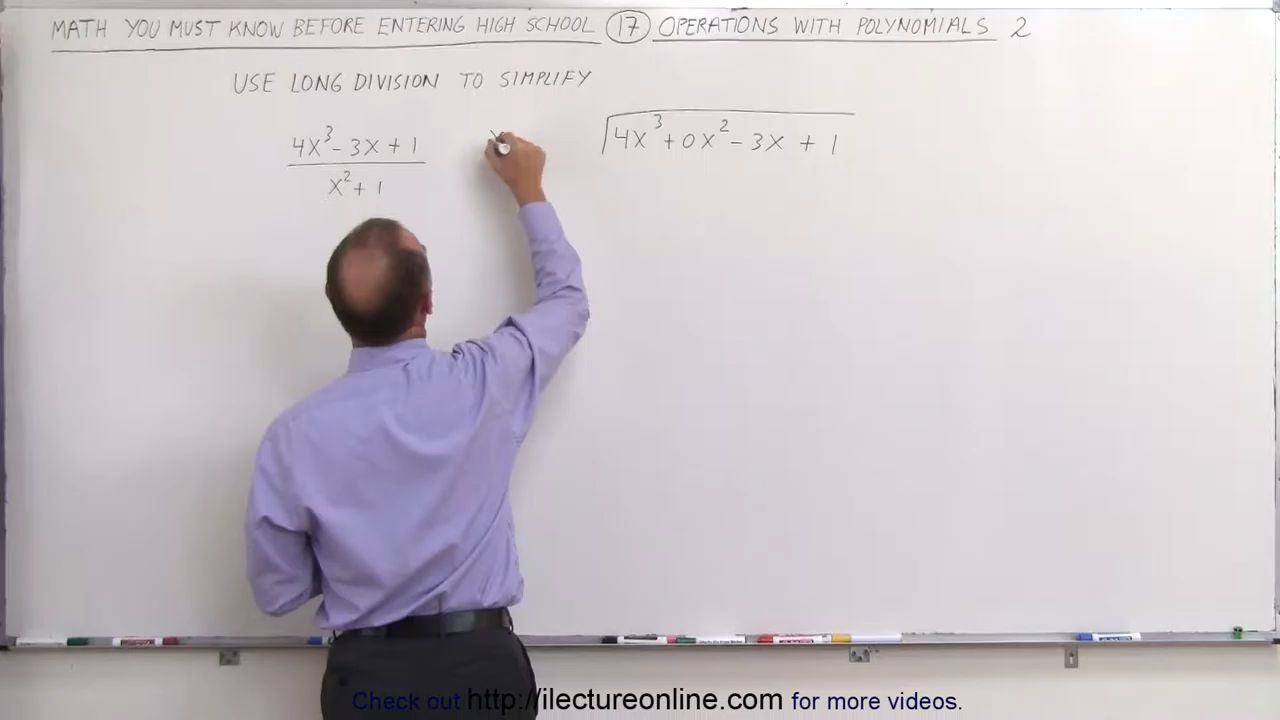 MATH YOU MUST KNOW BEFORE ENTERING HIGH SCHOOL 17 OPERATIONS WITH POLYNOMIALS 2
USE LONG DIVISION TO SIMPLIFY
4X³ - 3X + 1
X² + 1
X
4X³ + 0X² - 3X + 1
Check out http://ilectureonline.com for more videos.